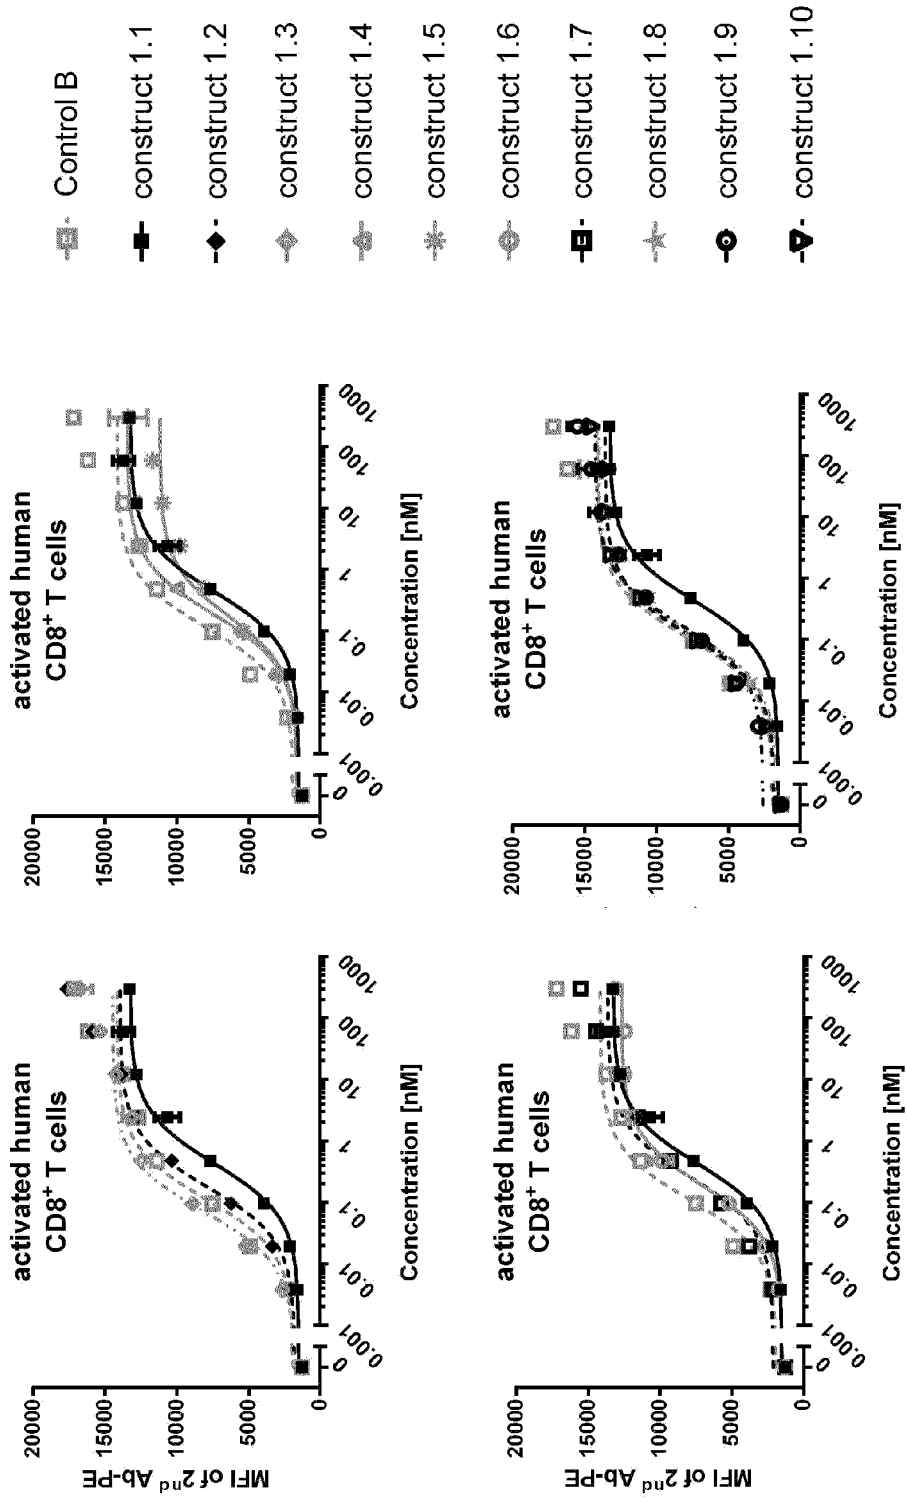 activated human
CD8⁺ T cells
MFI of 2ⁿᵈ Ab-PE
20000
15000
10000
5000
0
0
0.001
0.01
0.1
1
10
100
1000
Concentration [nM]
activated human
CD8⁺ T cells
20000
15000
10000
5000
0
0
0.001
0.01
0.1
1
10
100
1000
Concentration [nM]
activated human
CD8⁺ T cells
MFI of 2ⁿᵈ Ab-PE
20000
15000
10000
5000
0
0
0.001
0.01
0.1
1
10
100
1000
Concentration [nM]
activated human
CD8⁺ T cells
20000
15000
10000
5000
0
0
0.001
0.01
0.1
1
10
100
1000
Concentration [nM]
Control B
construct 1.1
construct 1.2
construct 1.3
construct 1.4
construct 1.5
construct 1.6
construct 1.7
construct 1.8
construct 1.9
construct 1.10